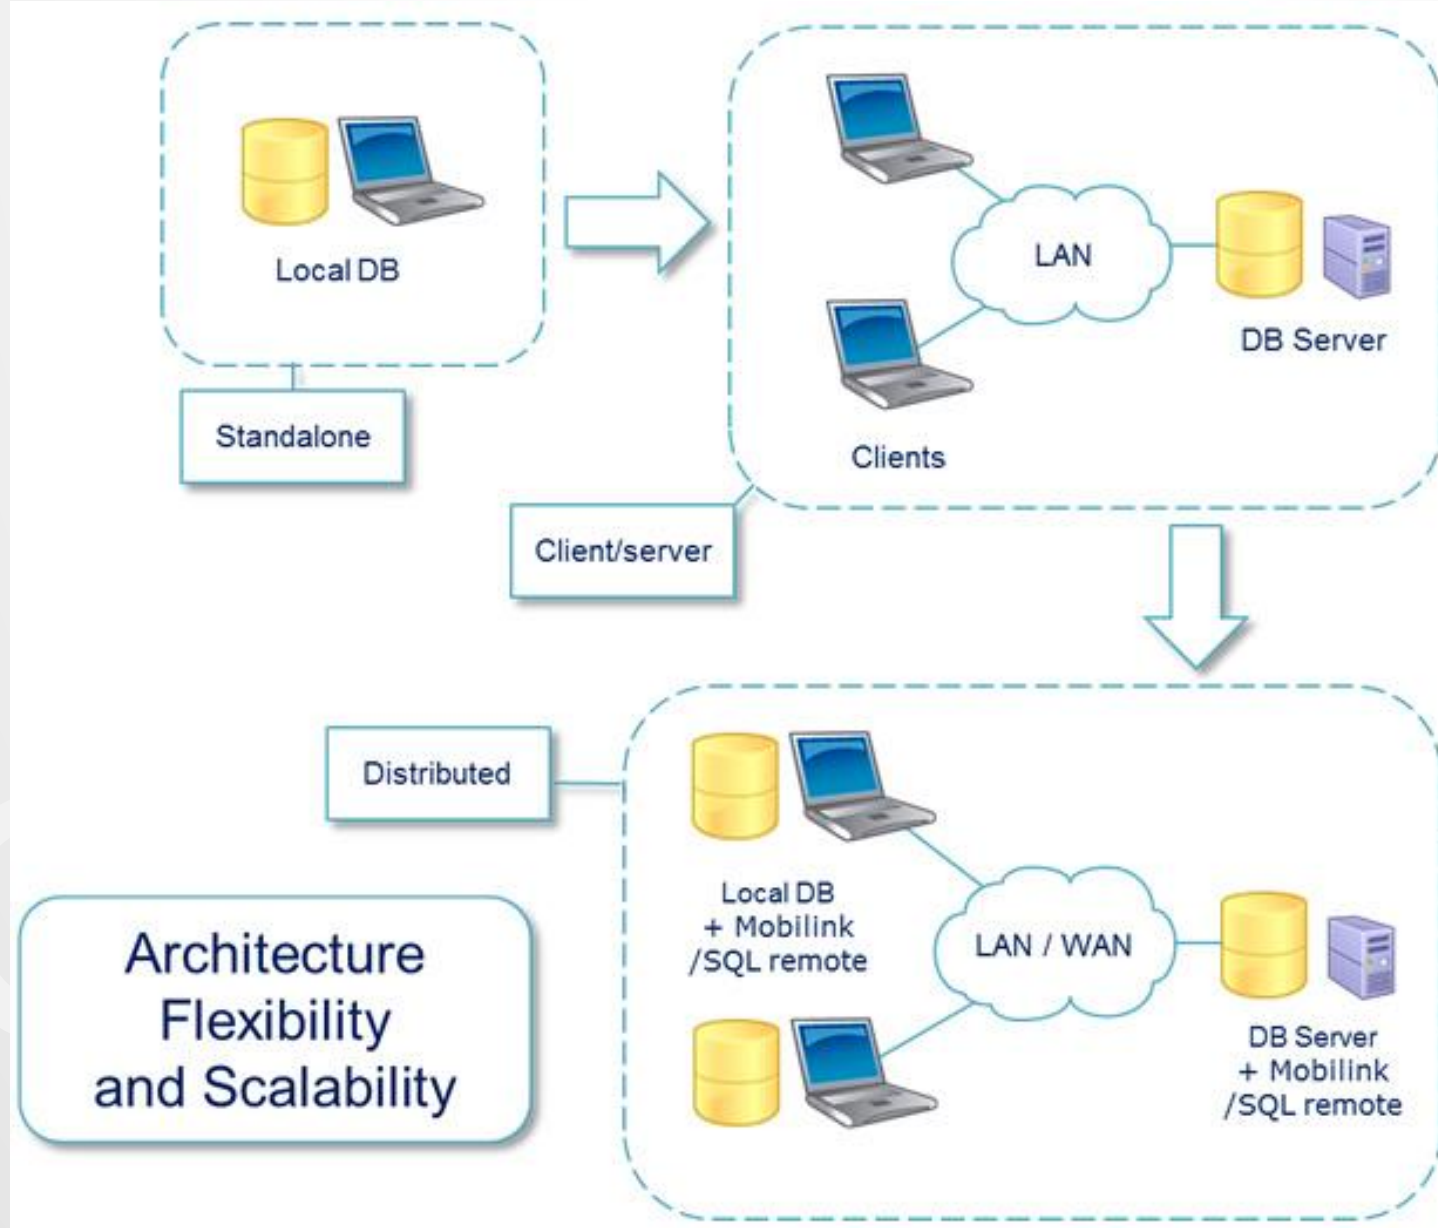 Local DB
Standalone
LAN
DB Server
Clients
Client/server
Distributed
Local DB
+ Mobilink
/SQL remote
LAN / WAN
DB Server
+ Mobilink
/SQL remote
Architecture
Flexibility
and Scalability